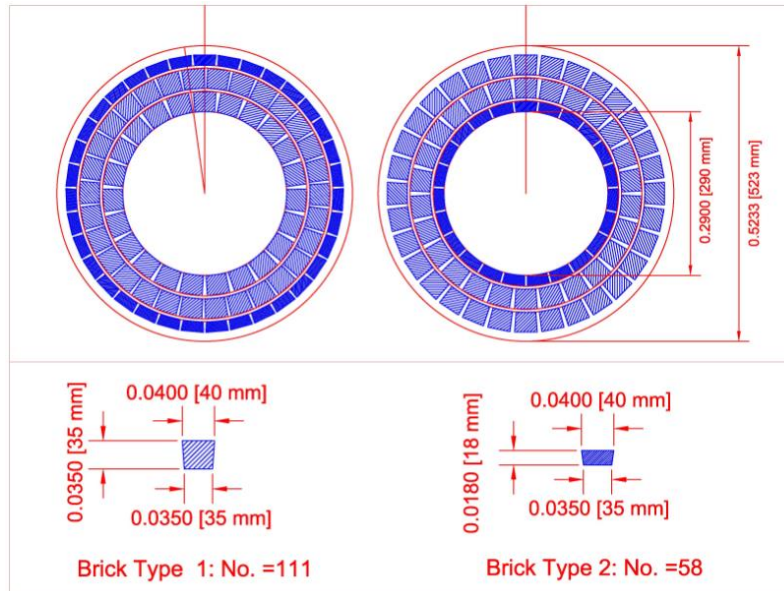 0.2900 [290 mm]
0.5233 [523 mm]
0.0400 [40 mm]
0.0350 [35 mm]
0.0350 [35 mm]
Brick Type 1: No. =111
0.0400 [40 mm]
0.0180 [18 mm]
0.0350 [35 mm]
Brick Type 2: No. =58